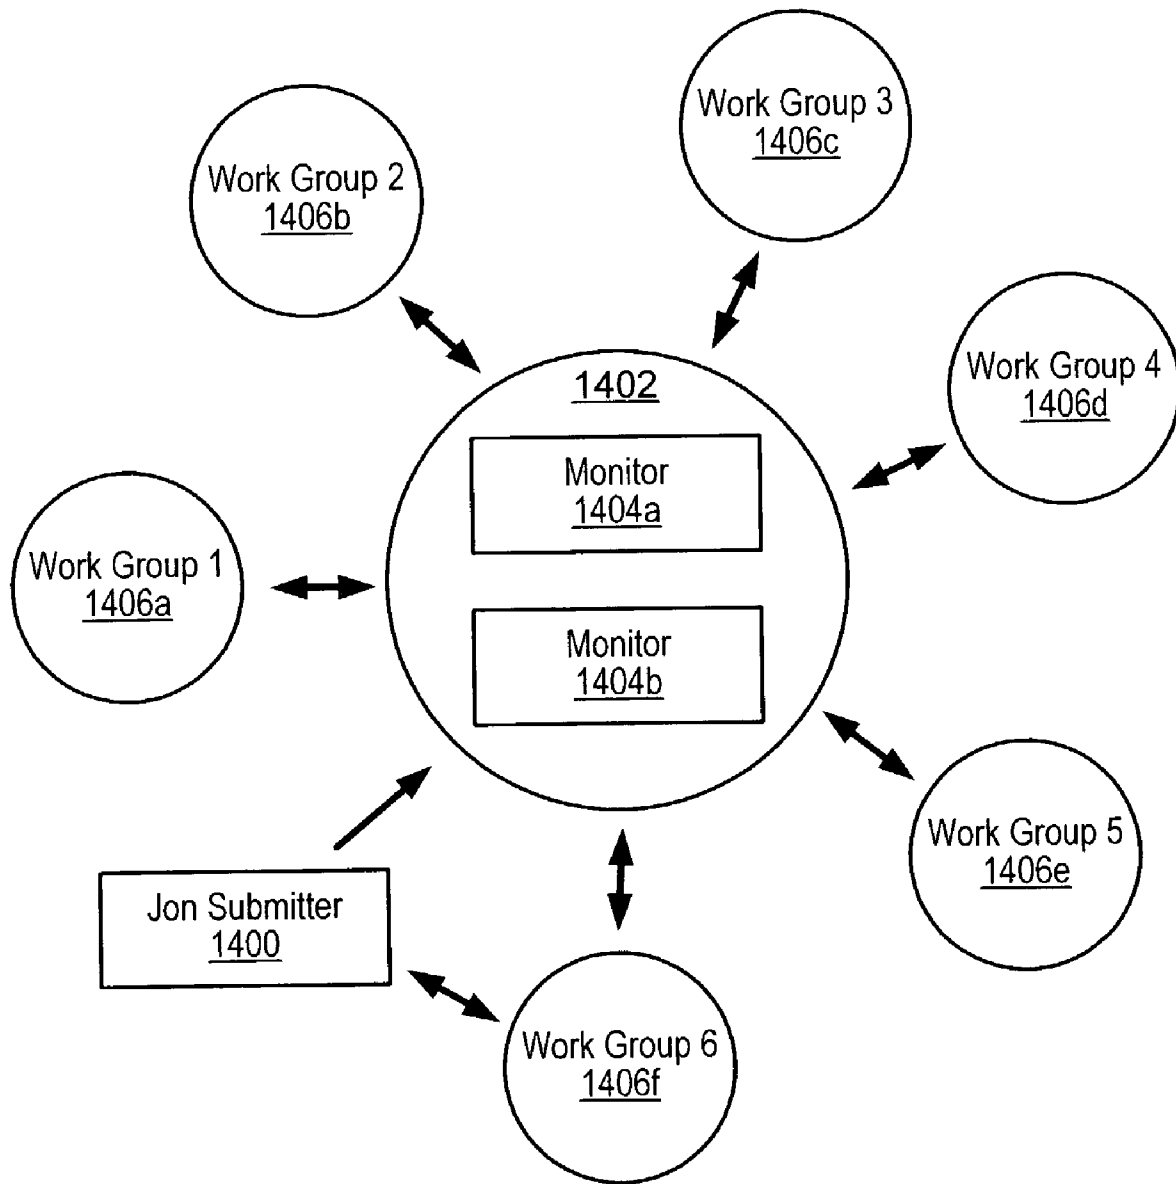 Work Group 3
1406c
Work Group 2
1406b
Work Group 4
1406d
1402
Monitor
1404a
Work Group 1
1406a
Monitor
1404b
Work Group 5
1406e
Jon Submitter
1400
Work Group 6
1406f